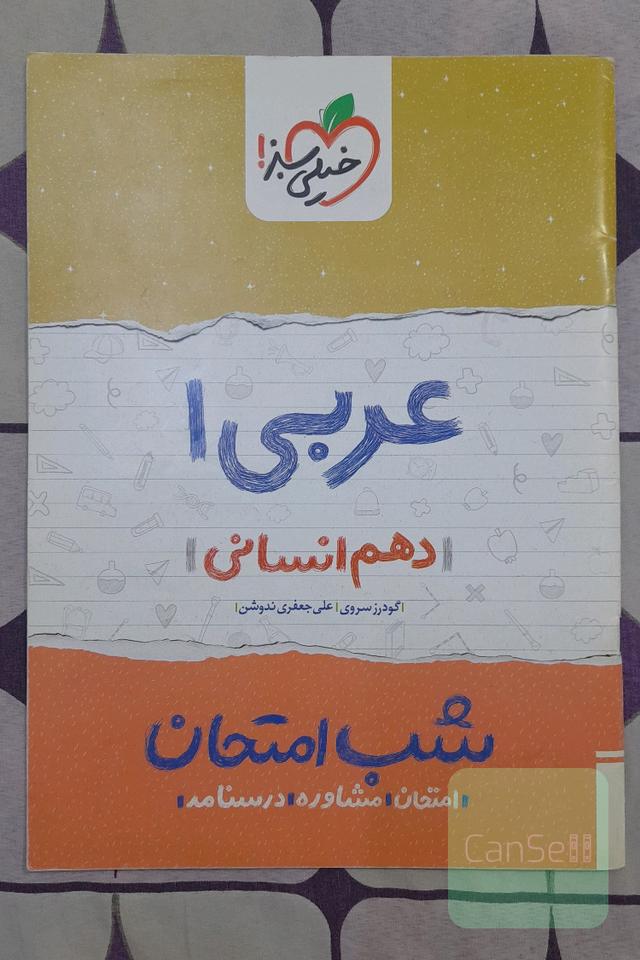 خیلی سبز!
عربی ۱
دهم انسانی
| گودرز سروی | علی جعفری ندوشن |
شب امتحان
| امتحان | مشاوره | درسنامه |
CanSell